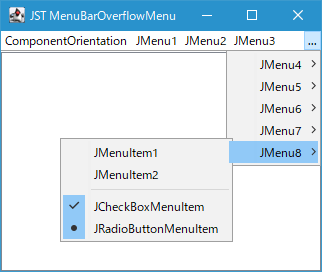 JST MenuBarOverflowMenu
ComponentOrientation JMenu1 JMenu2 JMenu3 ...
JMenu4
JMenu5
JMenu6
JMenu7
JMenu8
JMenuItem1
JMenuItem2
JCheckBoxMenuItem
JRadioButtonMenuItem